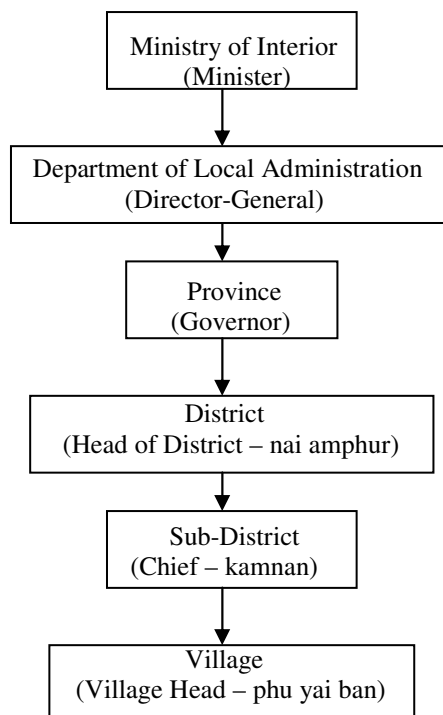 Ministry of Interior
(Minister)
Department of Local Administration
(Director-General)
Province
(Governor)
District
(Head of District – nai amphur)
Sub-District
(Chief – kamnan)
Village
(Village Head – phu yai ban)